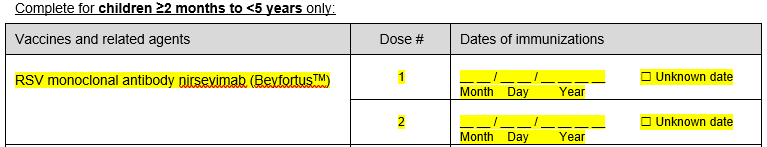 Complete for children ≥2 months to <5 years only:
Vaccines and related agents Dose # Dates of immunizations
RSV monoclonal antibody nirsevimab (Beyfortus™) 1 __ __ / __ __ / __ __ __ __ ☐ Unknown date
Month Day Year
2 __ __ / __ __ / __ __ __ __ ☐ Unknown date
Month Day Year